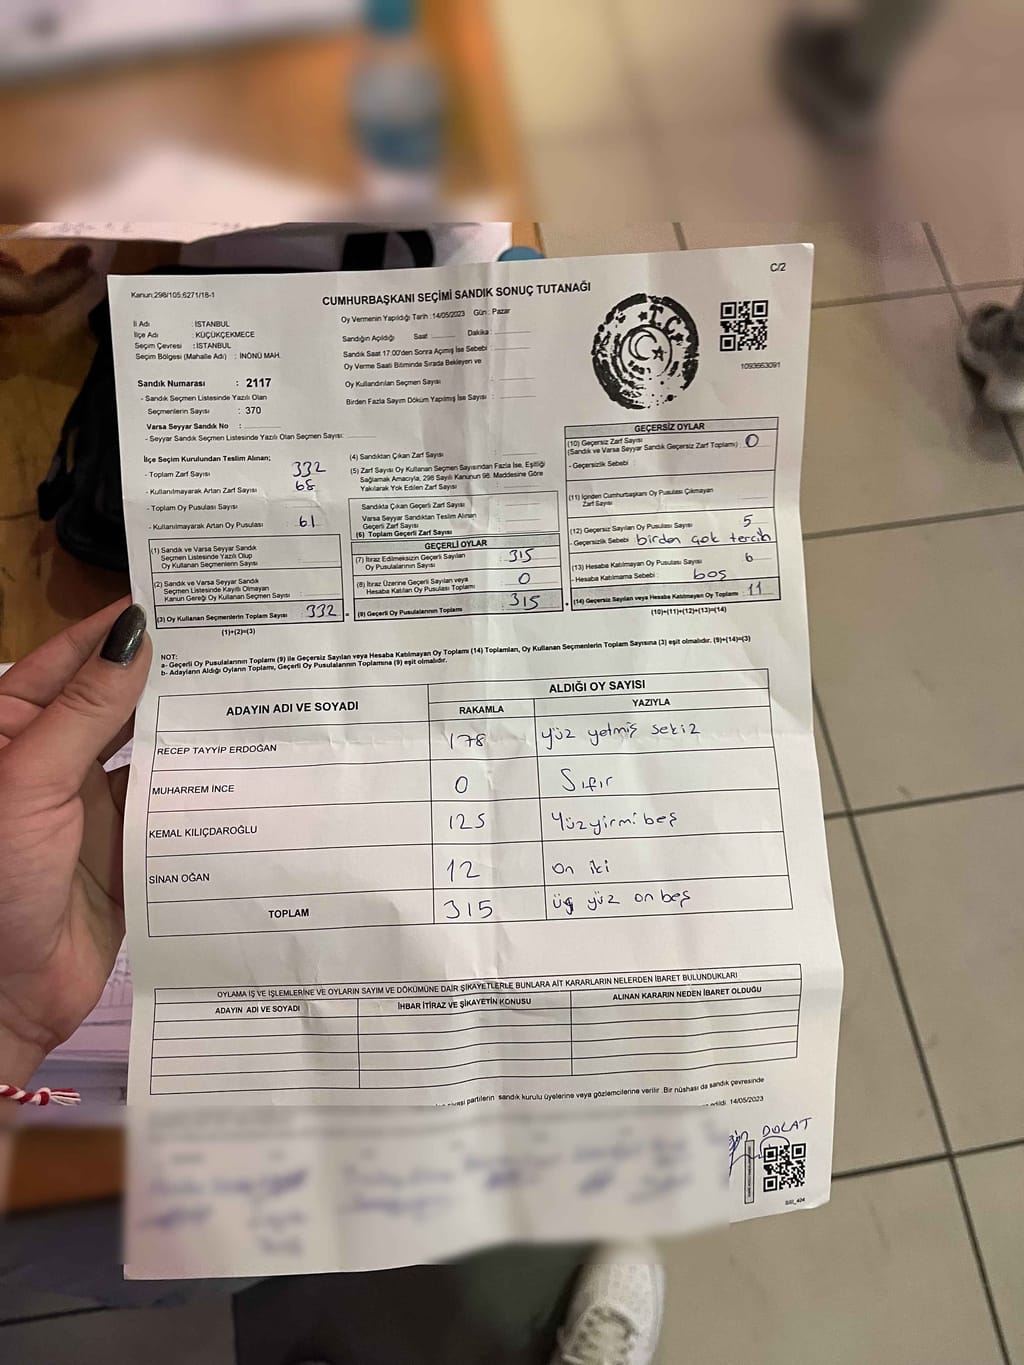 C/2
Kanun:298/105:6271/18-1
CUMHURBAŞKANI SEÇİMİ SANDIK SONUÇ TUTANAĞI
İl Adı : İSTANBUL
İlçe Adı : KÜÇÜKÇEKMECE
Seçim Çevresi : İSTANBUL
Seçim Bölgesi (Mahalle Adı) : İNÖNÜ MAH.
Oy Vermenin Yapıldığı Tarih :14/05/2023 Gün : Pazar
Sandığın Açıldığı Saat Dakika :
Sandık Saat 17:00'den Sonra Açımış İse Sebebi :
Oy Verme Saati Bitiminde Sırada Bekleyen ve
Oy Kullandırılan Seçmen Sayısı
Birden Fazla Sayım Döküm Yapılmış İse Sayısı :
T.C.
1093663091
Sandık Numarası : 2117
- Sandık Seçmen Listesinde Yazılı Olan
Seçmenlerin Sayısı : 370
Varsa Seyyar Sandık No :
- Seyyar Sandık Seçmen Listesinde Yazılı Olan Seçmen Sayısı:
İlçe Seçim Kurulundan Teslim Alınan;
- Toplam Zarf Sayısı 332
- Kullanılmayarak Artan Zarf Sayısı 68
- Toplam Oy Pusulası Sayısı :
- Kullanılmayarak Artan Oy Pusulası : 61
(1) Sandık ve Varsa Seyyar Sandık
Seçmen Listesinde Yazılı Olup
Oy Kullanan Seçmenlerin Sayısı :
(2) Sandık ve Varsa Seyyar Sandık
Seçmen Listesinde Kayıtlı Olmayan
Kanun Gereği Oy Kullanan Seçmen Sayısı :
(3) Oy Kullanan Seçmenlerin Toplam Sayısı : 332
(1)+(2)=(3)
(4) Sandıktan Çıkan Zarf Sayısı
(5) Zarf Sayısı Oy Kullanan Seçmen Sayısından Fazla İse, Eşitliği
Sağlamak Amacıyla, 298 Sayılı Kanunun 98. Maddesine Göre
Yakılarak Yok Edilen Zarf Sayısı
Sandıkta Çıkan Geçerli Zarf Sayısı
Varsa Seyyar Sandıktan Teslim Alınan
Geçerli Zarf Sayısı
(6) Toplam Geçerli Zarf Sayısı
GEÇERLİ OYLAR
(7) İtiraz Edilmeksizin Geçerli Sayılan
Oy Pusulasının Sayısı : 315
(8) İtiraz Üzerine Geçerli Sayılan veya
Hesaba Katılan Oy Pusulası Toplamı : 0
(9) Geçerli Oy Pusulalarının Toplamı : 315
GEÇERSİZ OYLAR
(10) Geçersiz Zarf Sayısı
(Sandık ve Varsa Seyyar Sandık Geçersiz Zarf Toplamı) : 0
- Geçersizlik Sebebi :
(11) İçinden Cumhurbaşkanı Oy Pusulası Çıkmayan
Zarf Sayısı
(12) Geçersiz Sayılan Oy Pusulası Sayısı 5
- Geçersizlik Sebebi : birden çok tercih
(13) Hesaba Katılmayan Oy Pusulası Sayısı : 6
- Hesaba Katılmama Sebebi : boş
(14) Geçersiz Sayılan veya Hesaba Katılmayan Oy Toplamı : 11
(10)+(11)+(12)+(13)=(14)
NOT:
a- Geçerli Oy Pusulalarının Toplamı (9) ile Geçersiz Sayılan veya Hesaba Katılmayan Oy Toplamı (14) Toplamları, Oy Kullanan Seçmenlerin Toplam Sayısına (3) eşit olmalıdır. (9)+(14)=(3)
b- Adayların Aldığı Oyların Toplamı, Geçerli Oy Pusulalarının Toplamına (9) eşit olmalıdır.
ADAYIN ADI VE SOYADI
ALDIĞI OY SAYISI
RAKAMLA YAZIYLA
RECEP TAYYİP ERDOĞAN 178 yüz yetmiş sekiz
MUHARREM İNCE 0 Sıfır
KEMAL KILIÇDAROĞLU 125 Yüzyirmi beş
SİNAN OĞAN 12 on iki
TOPLAM 315 üç yüz on beş
OYLAMA İŞ VE İŞLEMLERİNE VE OYLARIN SAYIM VE DÖKÜMÜNE DAİR ŞİKAYETLERLE BUNLARA AİT KARARLARIN NELERDEN İBARET BULUNDUKLARI
ADAYIN ADI VE SOYADI İHBAR İTİRAZ VE ŞİKAYETİN KONUSU ALINAN KARARIN NEDEN İBARET OLDUĞU
partilerin sandık kurulu üyelerine veya gözlemcilerine verilir .Bir nüshası da sandık çevresinde
14/05/2023
DOLAT